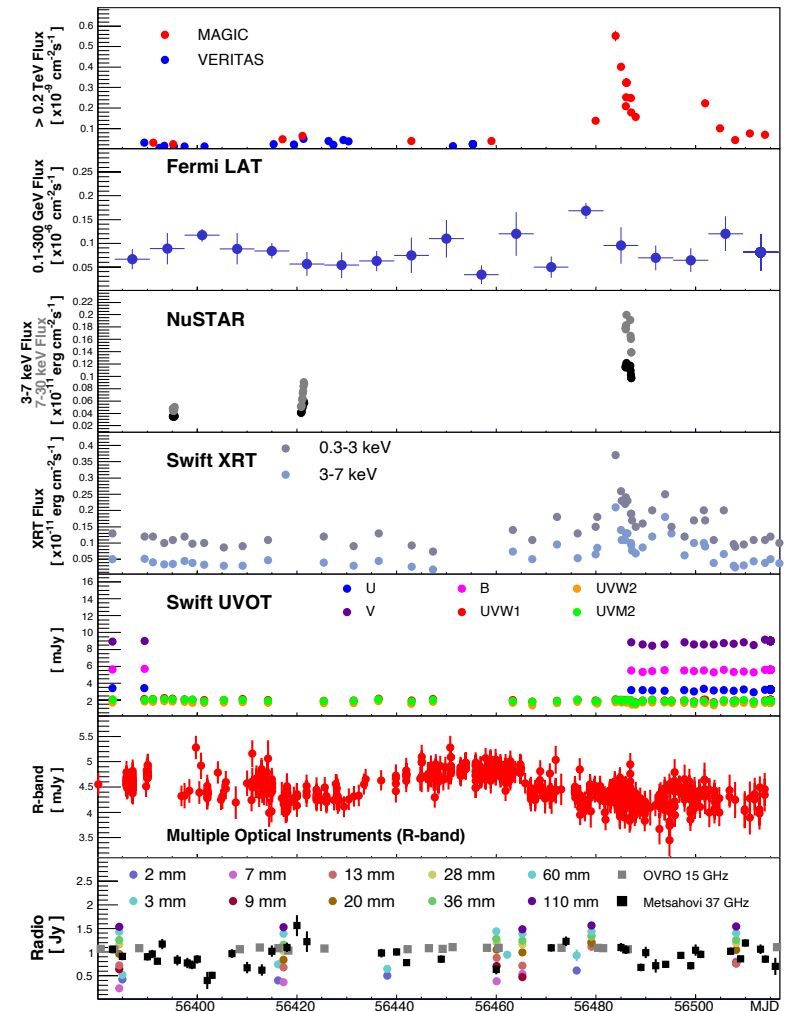 > 0.2 TeV Flux
[ x10⁻⁹ cm⁻²s⁻¹ ]
0.6
0.5
0.4
0.3
0.2
0.1
MAGIC
VERITAS
0.1-300 GeV Flux
[ x10⁻⁶ cm⁻²s⁻¹ ]
0.25
0.2
0.15
0.1
0.05
Fermi LAT
3-7 keV Flux
7-30 keV Flux
[ x10⁻¹¹ erg cm⁻²s⁻¹ ]
0.22
0.2
0.18
0.16
0.14
0.12
0.1
0.08
0.06
0.04
0.02
NuSTAR
XRT Flux
[ x10⁻¹¹ erg cm⁻²s⁻¹ ]
0.4
0.35
0.3
0.25
0.2
0.15
0.1
0.05
Swift XRT
0.3-3 keV
3-7 keV
[ mJy ]
16
14
12
10
8
6
4
2
Swift UVOT
U B UVW2
V UVW1 UVM2
R-band
[ mJy ]
5.5
5
4.5
4
3.5
Multiple Optical Instruments (R-band)
Radio
[ Jy ]
2.5
2
1.5
1
0.5
2 mm 7 mm 13 mm 28 mm 60 mm OVRO 15 GHz
3 mm 9 mm 20 mm 36 mm 110 mm Metsahovi 37 GHz
56400 56420 56440 56460 56480 56500 MJD